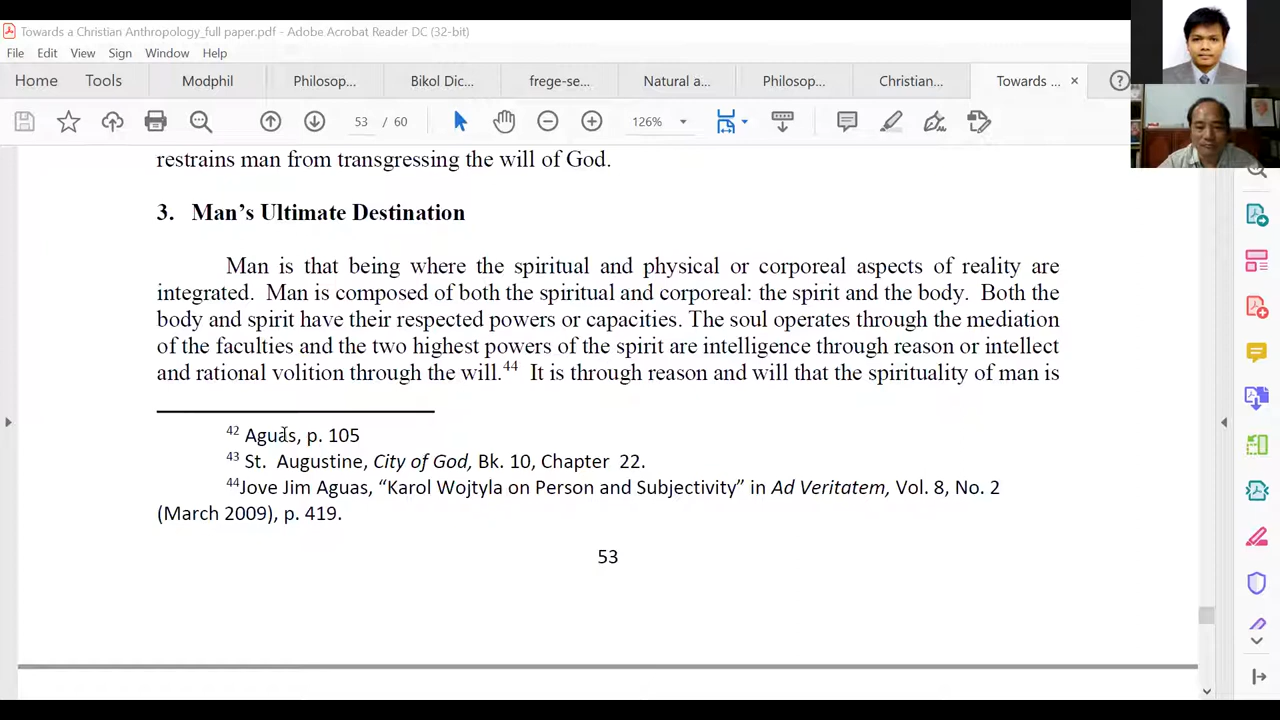 Towards a Christian Anthropology_full paper.pdf - Adobe Acrobat Reader DC (32-bit)
File Edit View Sign Window Help
Home Tools Modphil Philosop... Bikol Dic... frege-se... Natural a... Philosop... Christian... Towards ... ×
53 / 60 126%
restrains man from transgressing the will of God.
3. Man's Ultimate Destination
Man is that being where the spiritual and physical or corporeal aspects of reality are
integrated. Man is composed of both the spiritual and corporeal: the spirit and the body. Both the
body and spirit have their respected powers or capacities. The soul operates through the mediation
of the faculties and the two highest powers of the spirit are intelligence through reason or intellect
and rational volition through the will.44 It is through reason and will that the spirituality of man is
42 Aguas, p. 105
43 St. Augustine, City of God, Bk. 10, Chapter 22.
44Jove Jim Aguas, “Karol Wojtyla on Person and Subjectivity” in Ad Veritatem, Vol. 8, No. 2
(March 2009), p. 419.
53